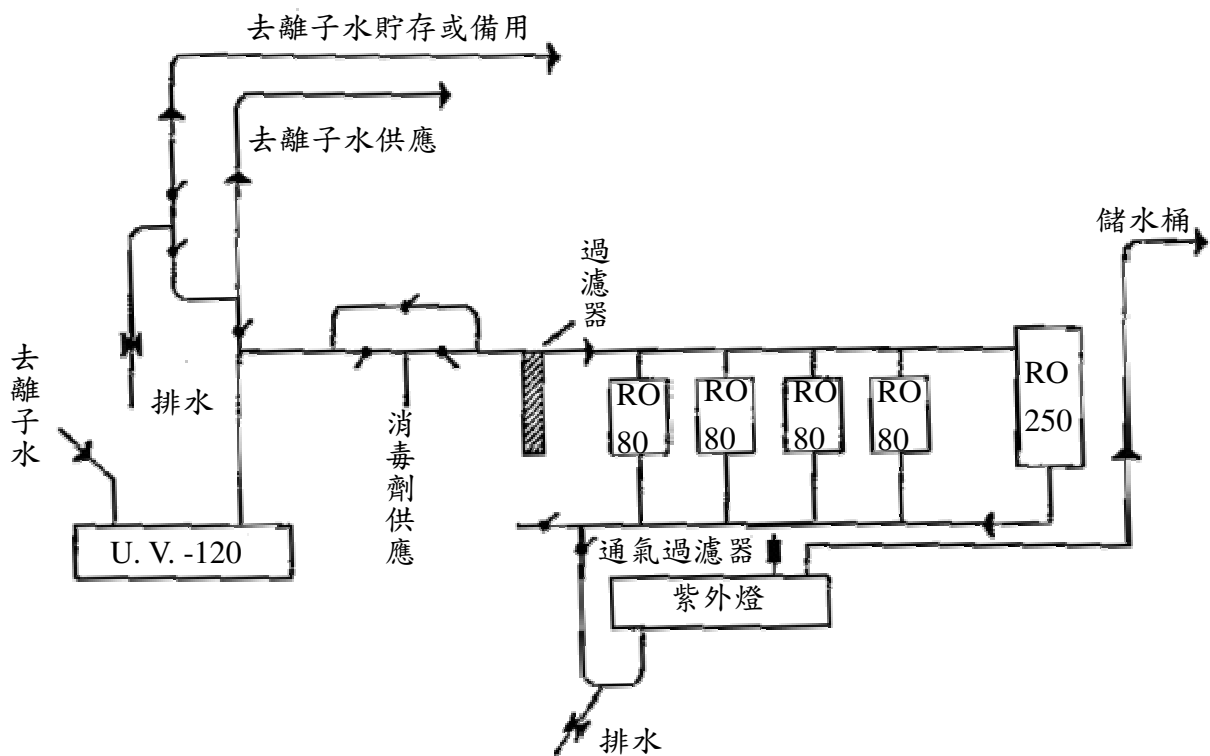 去離子水貯存或備用
去離子水供應
儲水桶
過濾器
去離子水
排水
消毒劑供應
RO
80
RO
80
RO
80
RO
80
RO
250
U. V. -120
通氣過濾器
紫外燈
排水